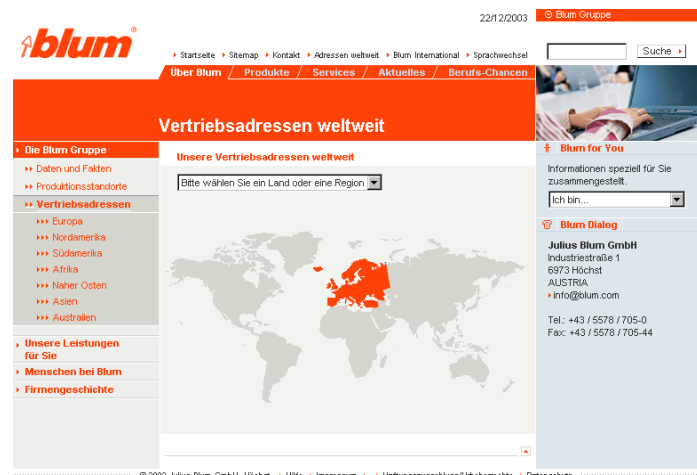 22/12/2003
Blum Gruppe
blum®
Startseite Sitemap Kontakt Adressen weltweit Blum International Sprachwechsel
Suche
Über Blum / Produkte / Services / Aktuelles / Berufs-Chancen
Vertriebsadressen weltweit
Die Blum Gruppe
Daten und Fakten
Produktionsstandorte
Vertriebsadressen
Europa
Nordamerika
Südamerika
Afrika
Naher Osten
Asien
Australien
Unsere Leistungen
für Sie
Menschen bei Blum
Firmengeschichte
Unsere Vertriebsadressen weltweit
Bitte wählen Sie ein Land oder eine Region
Blum for You
Informationen speziell für Sie
zusammengestellt.
Ich bin...
Blum Dialog
Julius Blum GmbH
Industriestraße 1
6973 Höchst
AUSTRIA
info@blum.com
Tel.: +43 / 5578 / 705-0
Fax: +43 / 5578 / 705-44